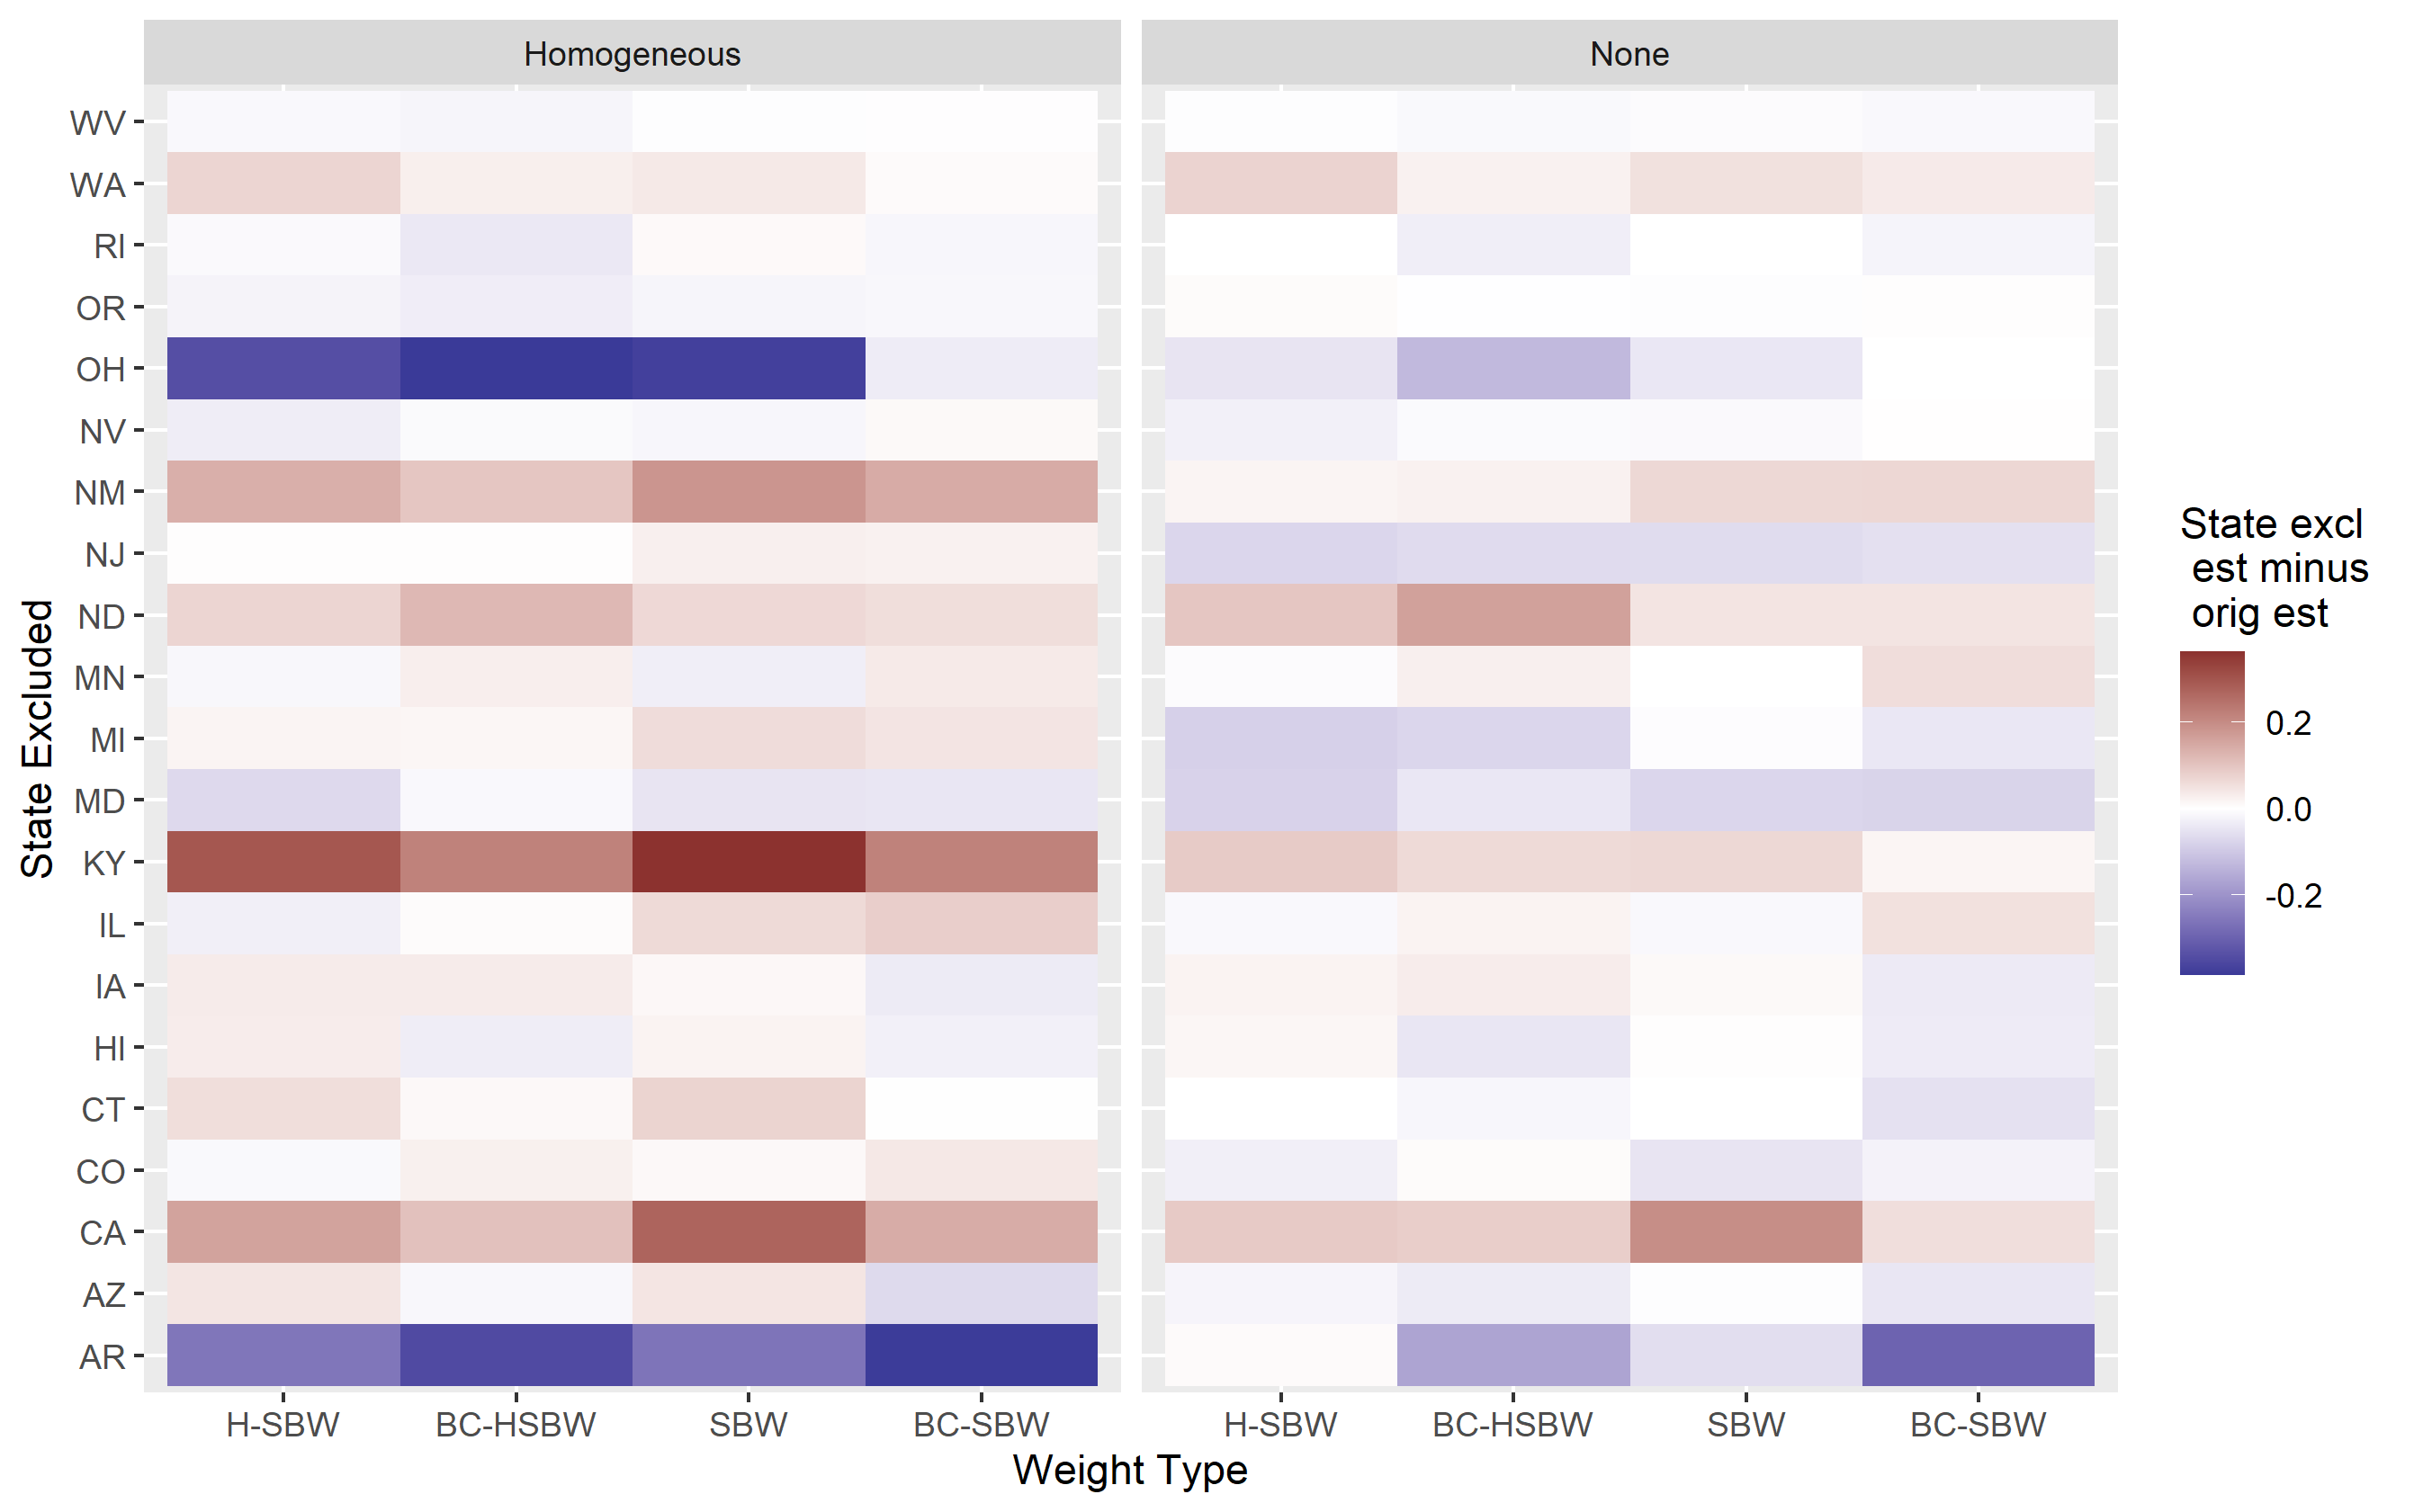 Homogeneous
None
WV
WA
RI
OR
OH
NV
NM
NJ
ND
MN
MI
MD
KY
IL
IA
HI
CT
CO
CA
AZ
AR
State Excluded
H-SBW BC-HSBW SBW BC-SBW
H-SBW BC-HSBW SBW BC-SBW
Weight Type
State excl
est minus
orig est
0.2
0.0
-0.2